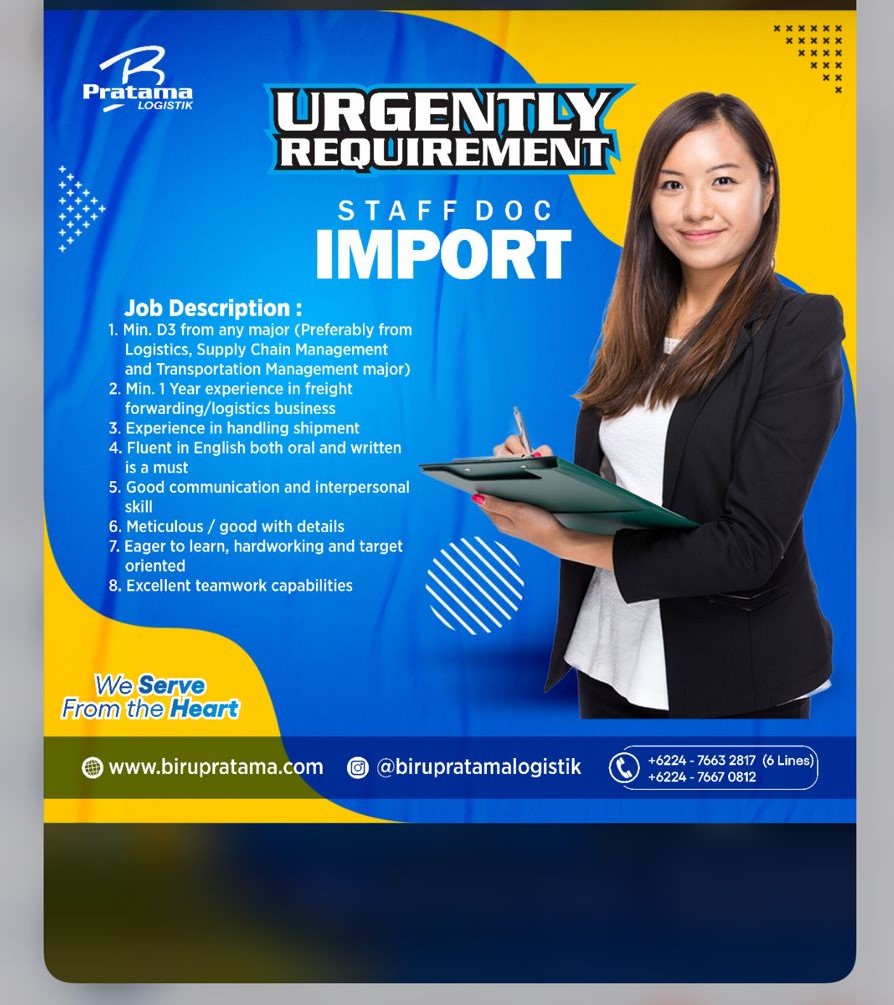 Pratama
LOGISTIK
URGENTLY
REQUIREMENT
STAFF DOC
IMPORT
Job Description :
1. Min. D3 from any major (Preferably from
Logistics, Supply Chain Management
and Transportation Management major)
2. Min. 1 Year experience in freight
forwarding/logistics business
3. Experience in handling shipment
4. Fluent in English both oral and written
is a must
5. Good communication and interpersonal
skill
6. Meticulous / good with details
7. Eager to learn, hardworking and target
oriented
8. Excellent teamwork capabilities
We Serve
From the Heart
www.birupratama.com
@birupratamalogistik
+6224 - 7663 2817 (6 Lines)
+6224 - 7667 0812